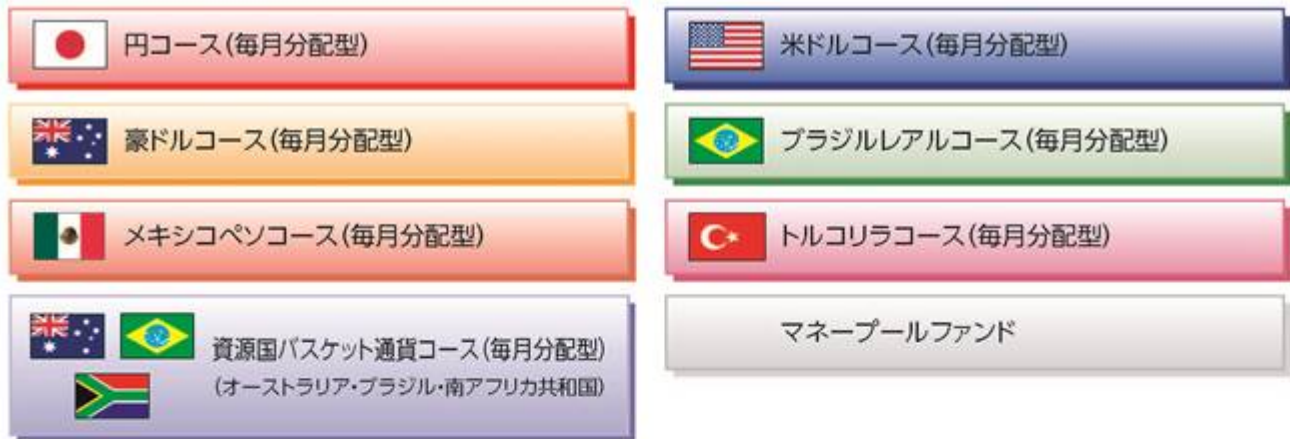 円コース(毎月分配型)
米ドルコース(毎月分配型)
豪ドルコース(毎月分配型)
ブラジルレアルコース(毎月分配型)
メキシコペソコース(毎月分配型)
トルコリラコース(毎月分配型)
資源国バスケット通貨コース(毎月分配型)
(オーストラリア・ブラジル・南アフリカ共和国)
マネープールファンド